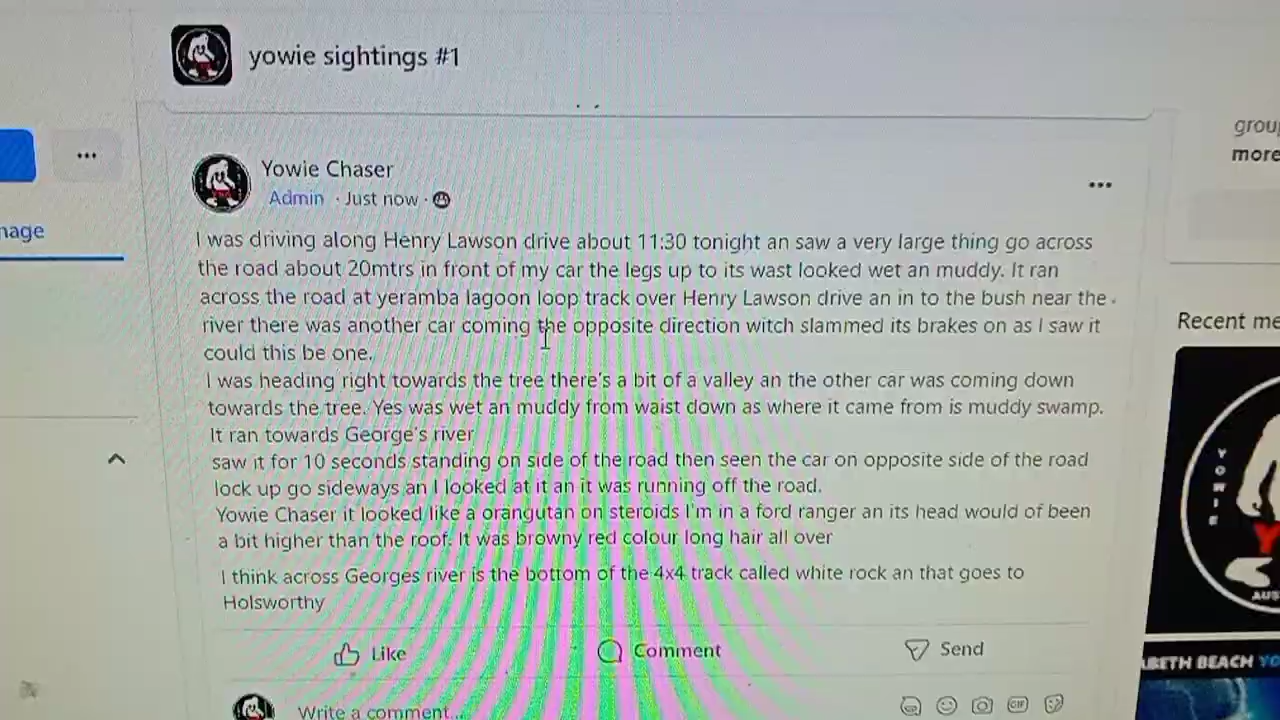 yowie sightings #1
group
more
Yowie Chaser
Admin · Just now ·
nage
I was driving along Henry Lawson drive about 11:30 tonight an saw a very large thing go across
the road about 20mtrs in front of my car the legs up to its wast looked wet an muddy. It ran
across the road at yeramba lagoon loop track over Henry Lawson drive an in to the bush near the
river there was another car coming the opposite direction witch slammed its brakes on as I saw it
could this be one.
I was heading right towards the tree there's a bit of a valley an the other car was coming down
towards the tree. Yes was wet an muddy from waist down as where it came from is muddy swamp.
It ran towards George's river
saw it for 10 seconds standing on side of the road then seen the car on opposite side of the road
lock up go sideways an I looked at it an it was running off the road.
Yowie Chaser it looked like a orangutan on steroids I'm in a ford ranger an its head would of been
a bit higher than the roof. It was browny red colour long hair all over
I think across Georges river is the bottom of the 4x4 track called white rock an that goes to
Holsworthy
Like Comment Send
Write a comment...
GIF
Recent me
YOWIE
Y
AUS
ABETH BEACH YO